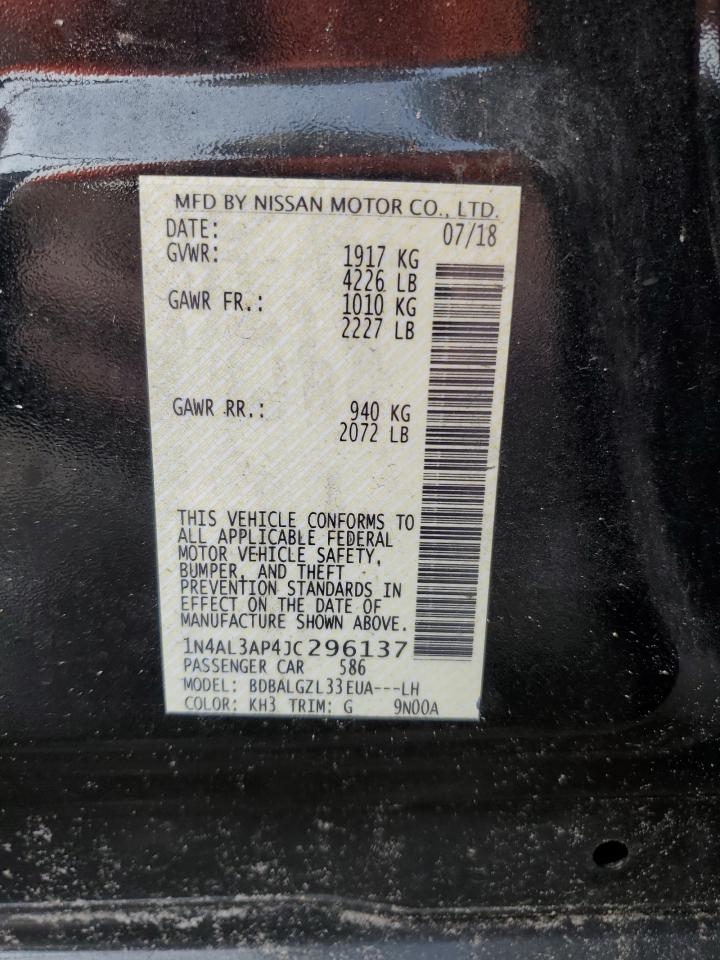 MFD BY NISSAN MOTOR CO., LTD.
DATE: 07/18
GVWR: 1917 KG
4226 LB
GAWR FR.: 1010 KG
2227 LB
GAWR RR.: 940 KG
2072 LB
THIS VEHICLE CONFORMS TO
ALL APPLICABLE FEDERAL
MOTOR VEHICLE SAFETY,
BUMPER, AND THEFT
PREVENTION STANDARDS IN
EFFECT ON THE DATE OF
MANUFACTURE SHOWN ABOVE.
1N4AL3AP4JC296137
PASSENGER CAR 586
MODEL: BDBALGZL33EUA---LH
COLOR: KH3 TRIM: G 9N00A